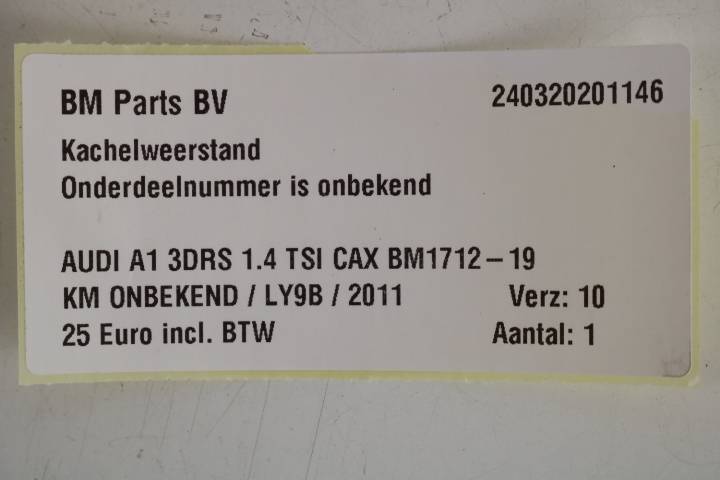 BM Parts BV 240320201146
Kachelweerstand
Onderdeelnummer is onbekend
AUDI A1 3DRS 1.4 TSI CAX BM1712-19
KM ONBEKEND / LY9B / 2011 Verz: 10
25 Euro incl. BTW Aantal: 1